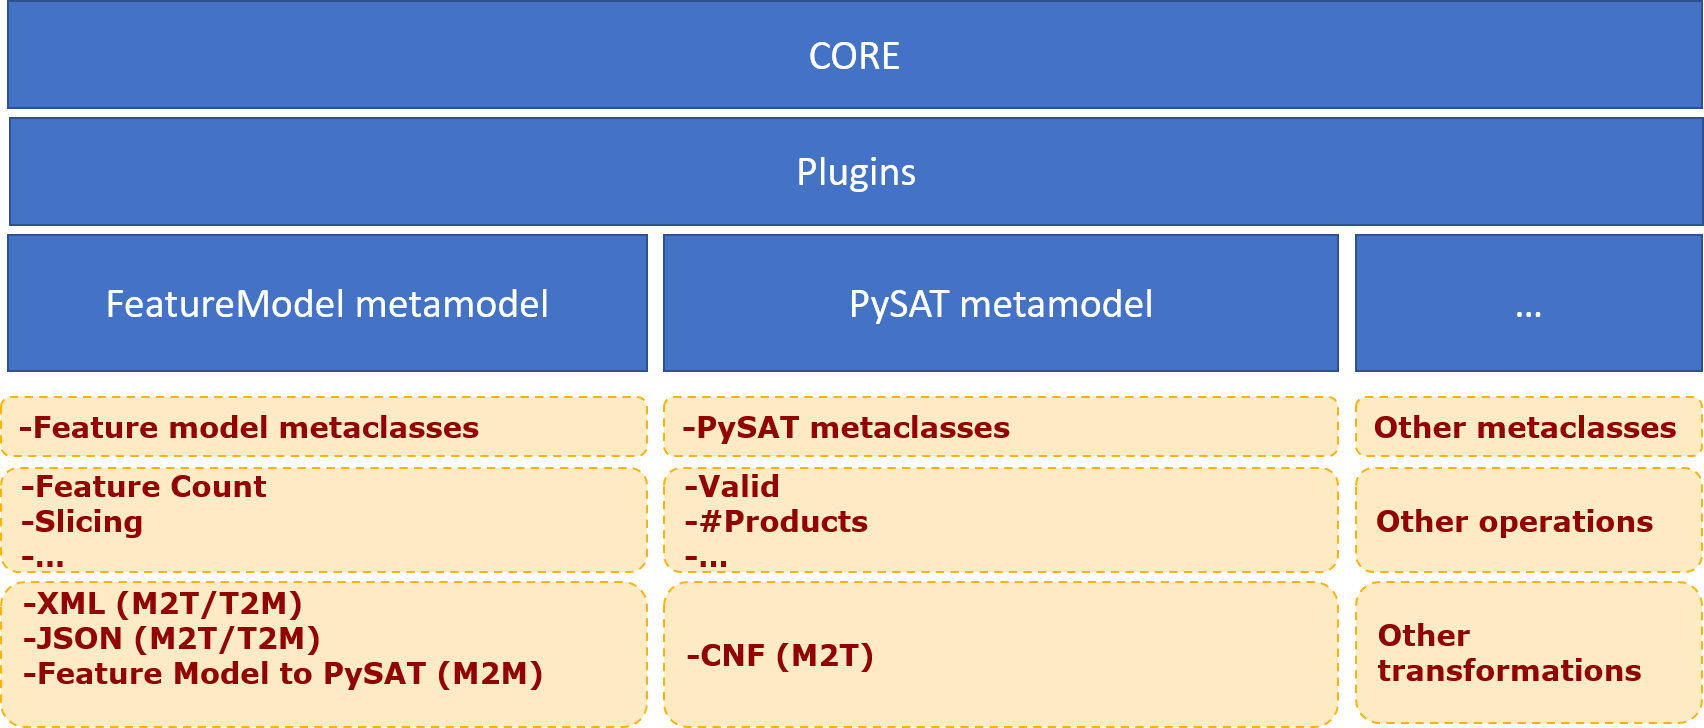 CORE
Plugins
FeatureModel metamodel
PySAT metamodel
...
-Feature model metaclasses
-PySAT metaclasses
Other metaclasses
-Feature Count
-Slicing
-...
-Valid
-#Products
-...
Other operations
-XML (M2T/T2M)
-JSON (M2T/T2M)
-Feature Model to PySAT (M2M)
-CNF (M2T)
Other
transformations